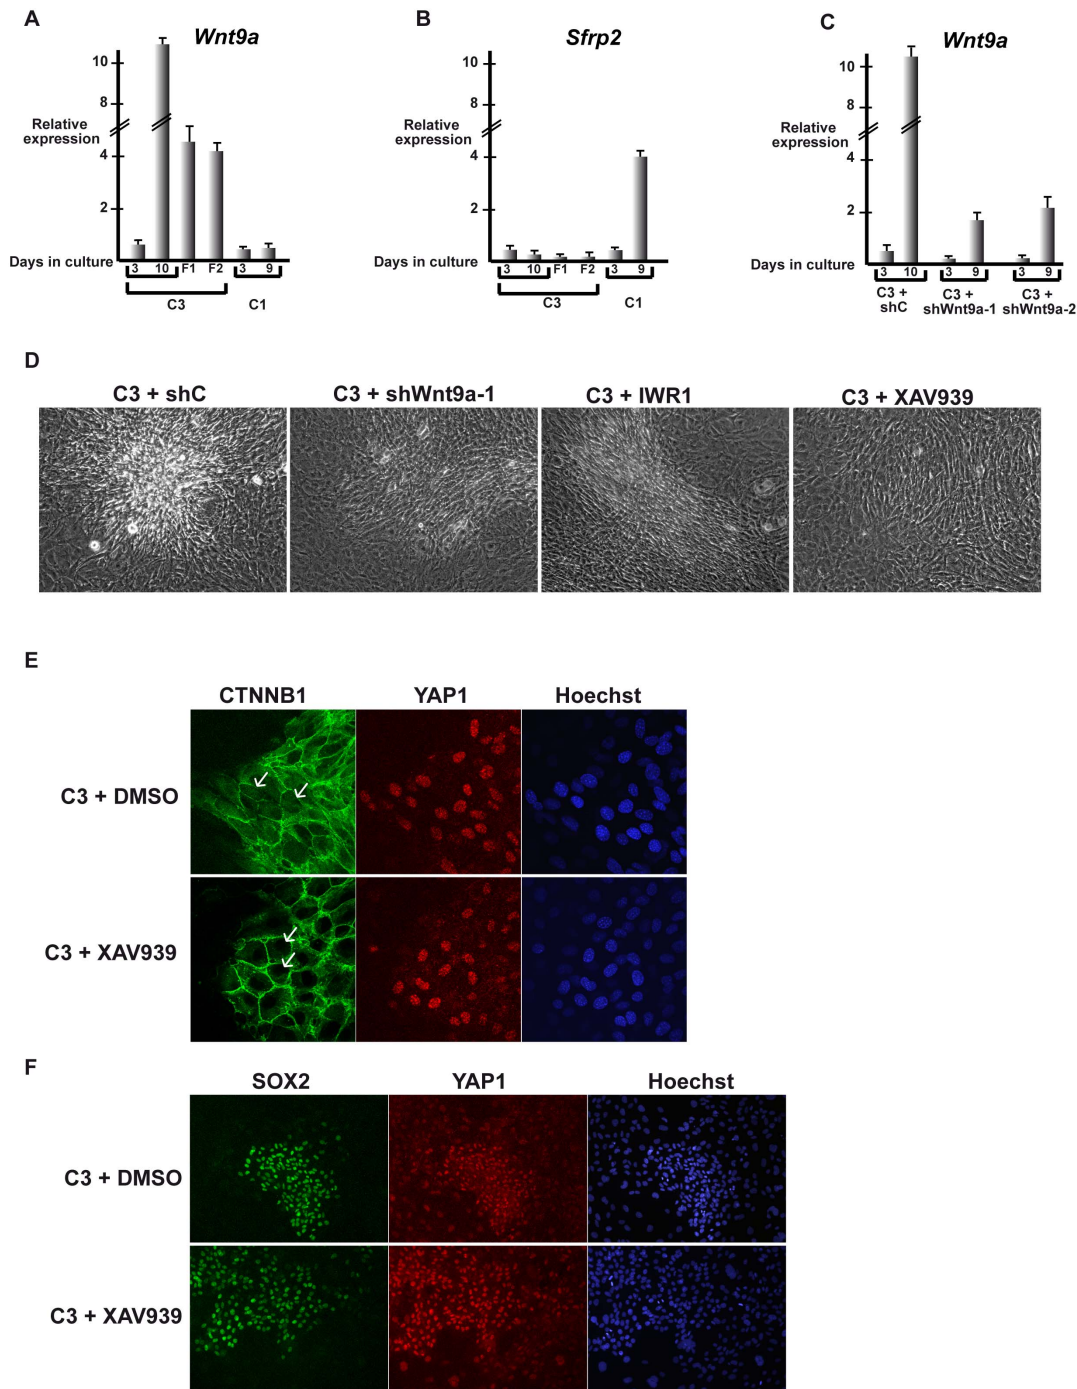 A
Wnt9a
10
8
Relative
expression
4
2
Days in culture
3 10 F1 F2 3 9
C3 C1
B
Sfrp2
10
8
Relative
expression
4
2
Days in culture
3 10 F1 F2 3 9
C3 C1
C
Wnt9a
10
8
Relative
expression
4
2
Days in culture
3 10 3 9 3 9
C3 + shC
C3 + shWnt9a-1
C3 + shWnt9a-2
D
C3 + shC C3 + shWnt9a-1 C3 + IWR1 C3 + XAV939
E
CTNNB1 YAP1 Hoechst
C3 + DMSO
C3 + XAV939
F
SOX2 YAP1 Hoechst
C3 + DMSO
C3 + XAV939